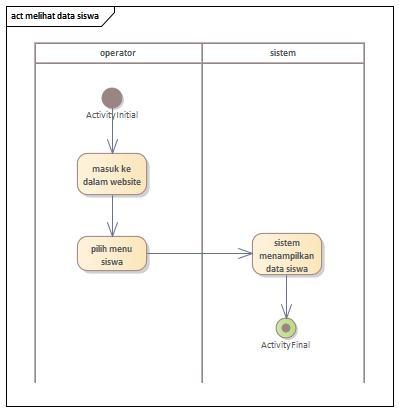 act melihat data siswa
operator
sistem
ActivityInitial
masuk ke
dalam website
pilih menu
siswa
sistem
menampilkan
data siswa
ActivityFinal